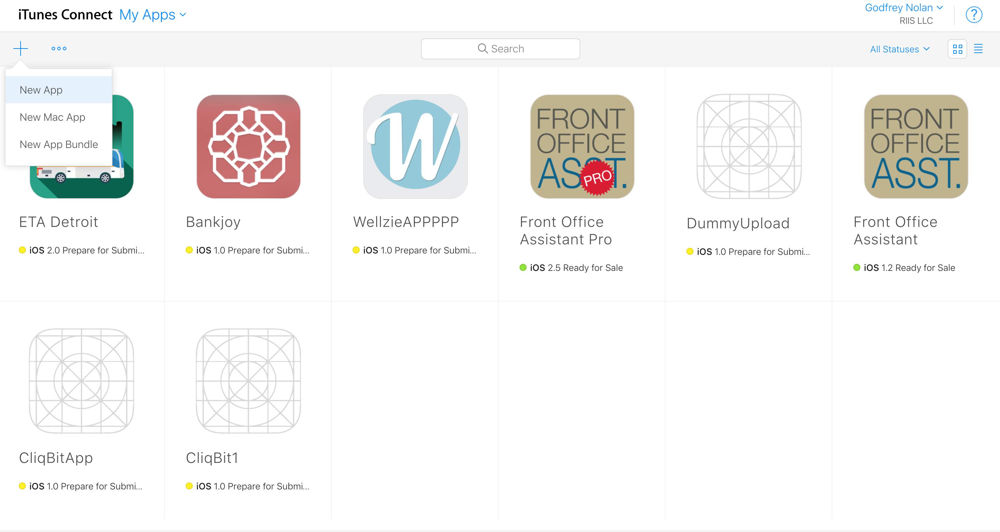 iTunes Connect My Apps
Godfrey Nolan
RIIS LLC
?
Search
All Statuses
New App
New Mac App
New App Bundle
W
FRONT
OFFICE
ASST.
PRO
FRONT
OFFICE
ASST.
ETA Detroit
iOS 2.0 Prepare for Submi...
Bankjoy
iOS 1.0 Prepare for Submi...
WellzieAPPPPP
iOS 1.0 Prepare for Submi...
Front Office
Assistant Pro
iOS 2.5 Ready for Sale
DummyUpload
iOS 1.0 Prepare for Submi...
Front Office
Assistant
iOS 1.2 Ready for Sale
CliqBitApp
iOS 1.0 Prepare for Submi...
CliqBit1
iOS 1.0 Prepare for Submi...